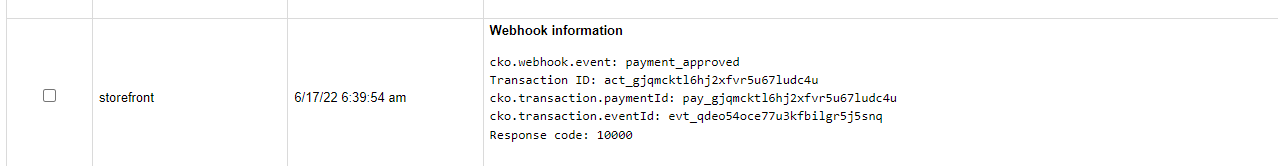 Webhook information
cko.webhook.event: payment_approved
Transaction ID: act_gjqmcktl6hj2xfvr5u67ludc4u
storefront 6/17/22 6:39:54 am cko.transaction.paymentId: pay_gjqmcktl6hj2xfvr5u67ludc4u
cko.transaction.eventId: evt_qdeo54oce77u3kfbilgr5j5snq
Response code: 10000